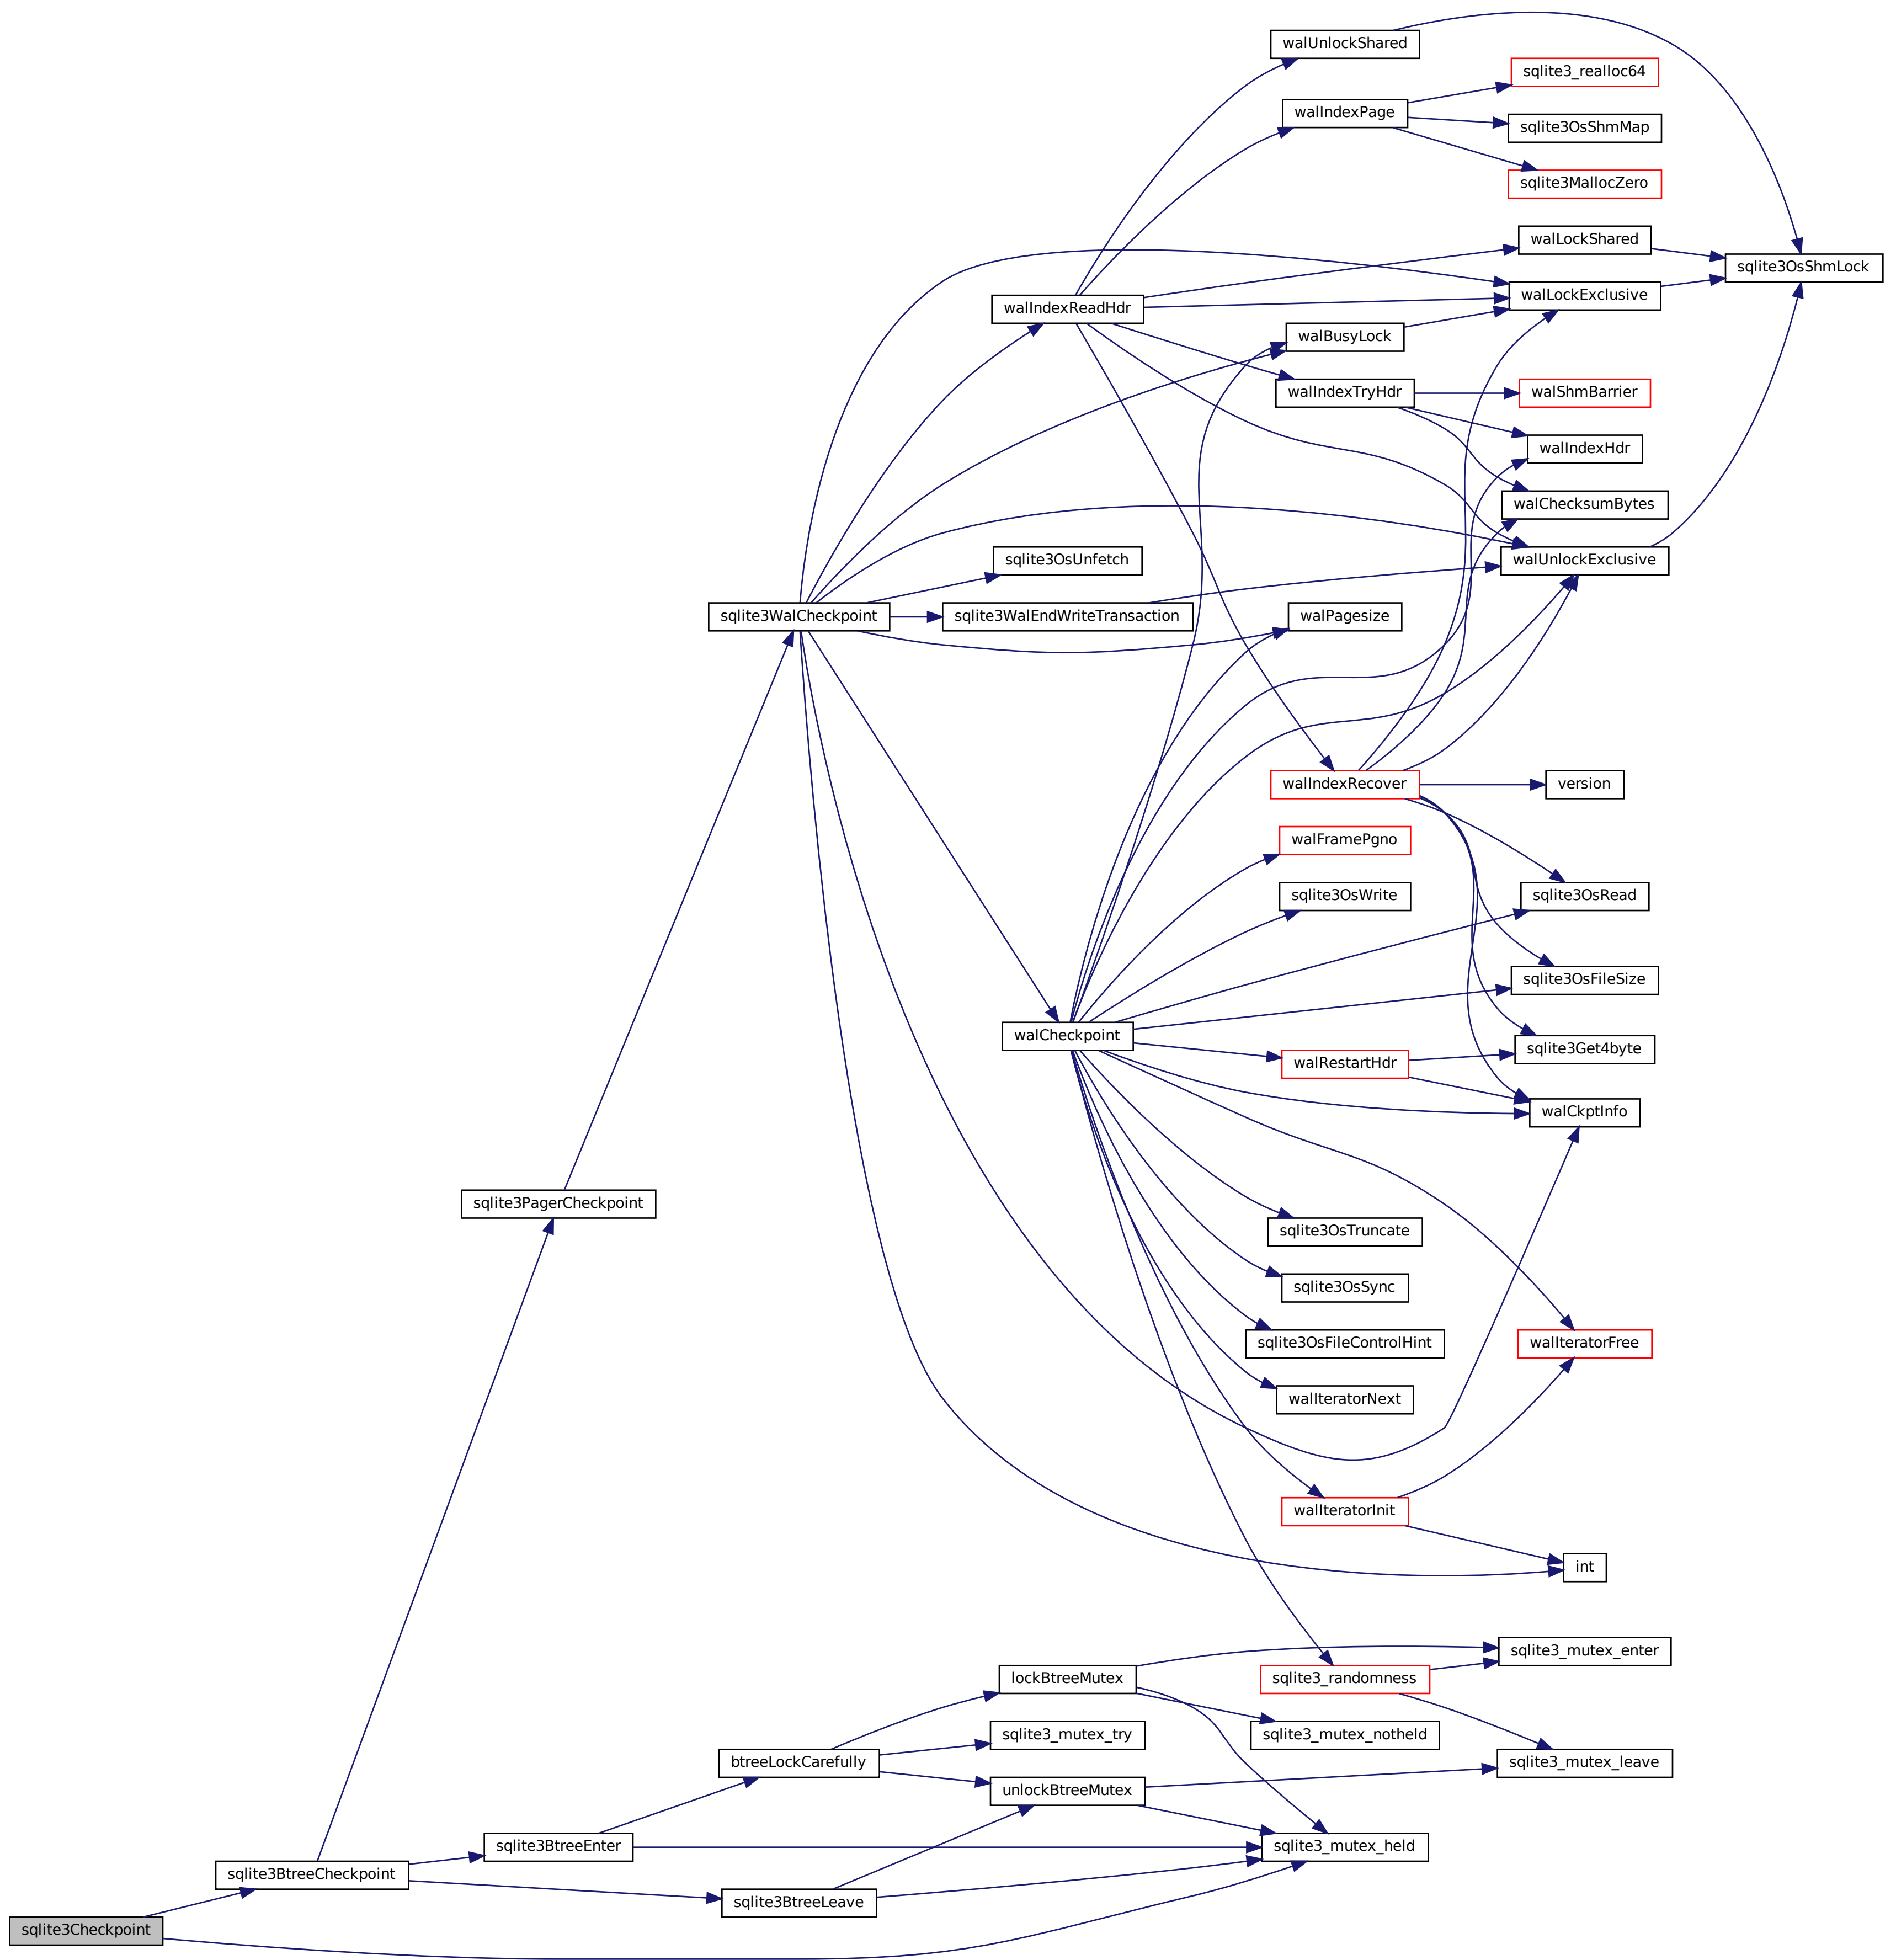 walUnlockShared
sqlite3_realloc64
walIndexPage
sqlite3OsShmMap
sqlite3MallocZero
walLockShared
sqlite3OsShmLock
walLockExclusive
walIndexReadHdr
walBusyLock
walIndexTryHdr
walShmBarrier
walIndexHdr
walChecksumBytes
sqlite3OsUnfetch
walUnlockExclusive
sqlite3WalCheckpoint
sqlite3WalEndWriteTransaction
walPagesize
walIndexRecover
version
walFramePgno
sqlite3OsWrite
sqlite3OsRead
sqlite3OsFileSize
walCheckpoint
sqlite3Get4byte
walRestartHdr
walCkptInfo
sqlite3PagerCheckpoint
sqlite3OsTruncate
sqlite3OsSync
sqlite3OsFileControlHint
walIteratorFree
walIteratorNext
walIteratorInit
int
sqlite3_mutex_enter
lockBtreeMutex
sqlite3_randomness
sqlite3_mutex_try
sqlite3_mutex_notheld
btreeLockCarefully
sqlite3_mutex_leave
unlockBtreeMutex
sqlite3BtreeEnter
sqlite3_mutex_held
sqlite3BtreeCheckpoint
sqlite3BtreeLeave
sqlite3Checkpoint